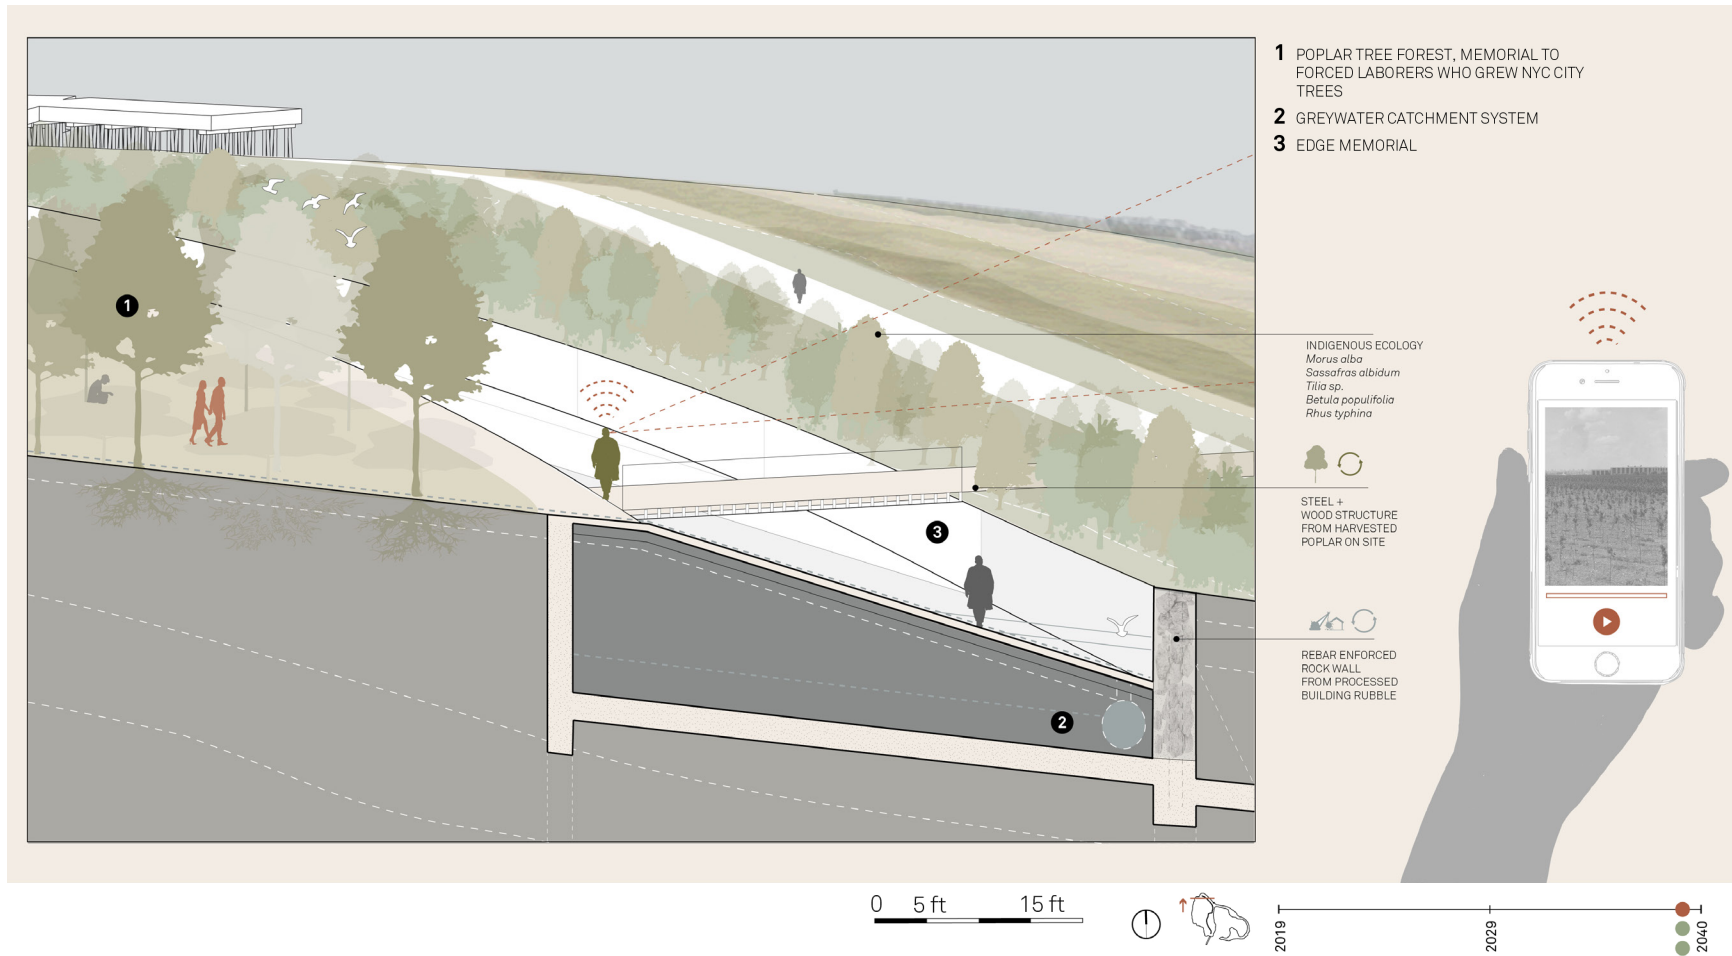 1 POPLAR TREE FOREST, MEMORIAL TO
FORCED LABORERS WHO GREW NYC CITY
TREES
2 GREYWATER CATCHMENT SYSTEM
3 EDGE MEMORIAL
1
INDIGENOUS ECOLOGY
Morus alba
Sassafras albidum
Tilia sp.
Betula populifolia
Rhus typhina
STEEL +
WOOD STRUCTURE
FROM HARVESTED
POPLAR ON SITE
3
REBAR ENFORCED
ROCK WALL
FROM PROCESSED
BUILDING RUBBLE
2
0 5 ft 15 ft
2019
2029
2040